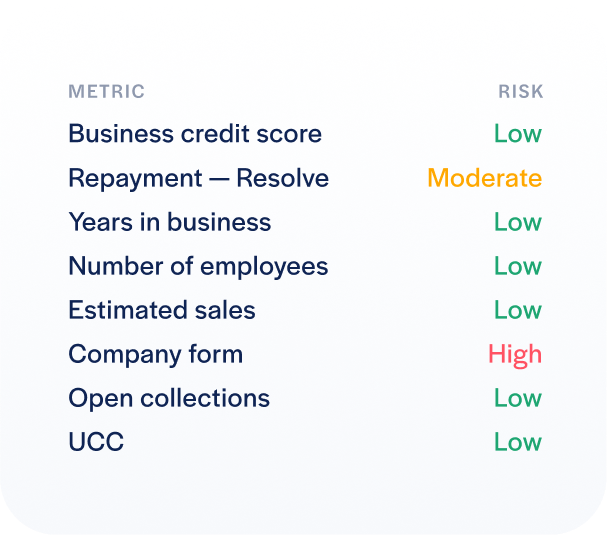 METRIC RISK
Business credit score Low
Repayment — Resolve Moderate
Years in business Low
Number of employees Low
Estimated sales Low
Company form High
Open collections Low
UCC Low